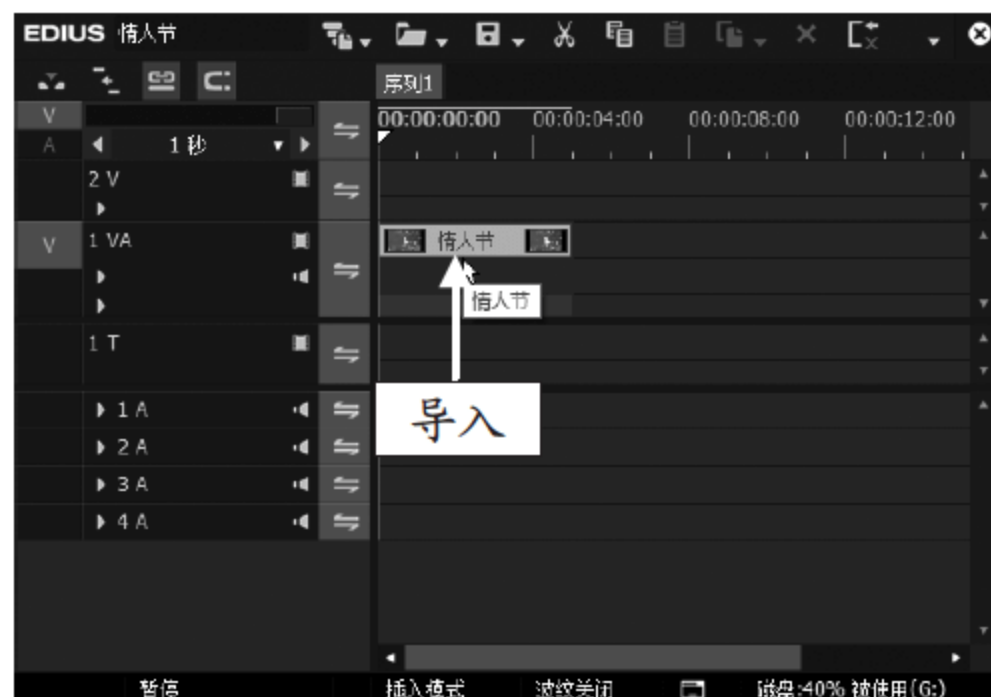 EDIUS 情人节
序列1
V
A
1 秒
00:00:00:00 00:00:04:00 00:00:08:00 00:00:12:00
2 V
V
1 VA
情人节
情人节
1 T
导入
1 A
2 A
3 A
4 A
暂停 插入模式 波纹关闭 磁盘:40% 被使用(G:)